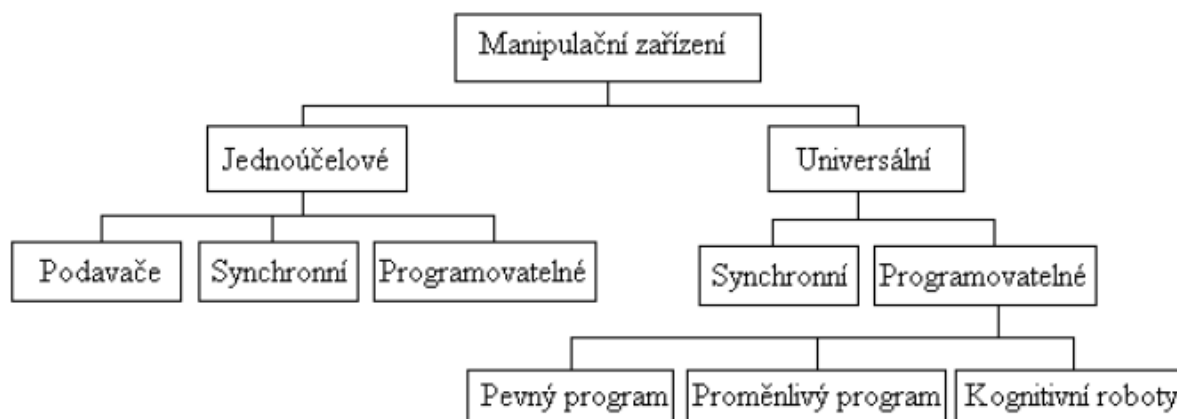 Manipulační zařízení
Jednoúčelové
Universální
Podavače
Synchronní
Programovatelné
Synchronní
Programovatelné
Pevný program
Proměnlivý program
Kognitivní roboty